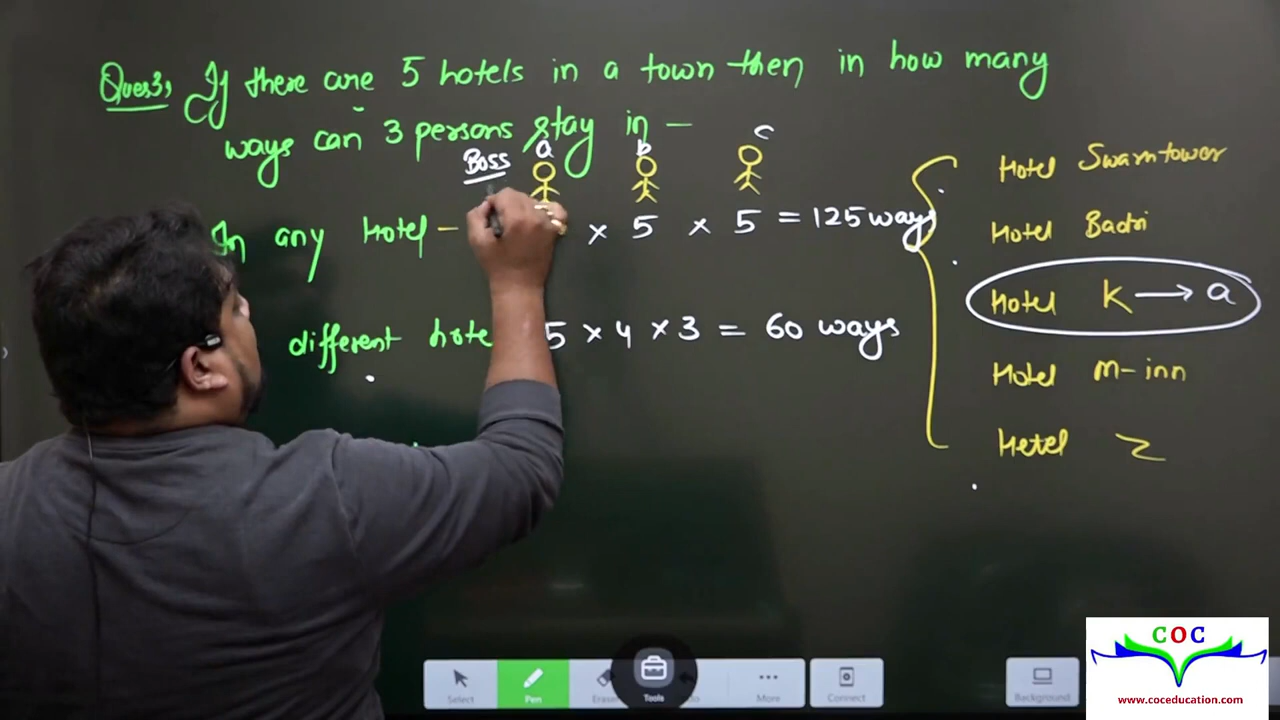 Ques3, If there are 5 hotels in a town then in how many
ways can 3 persons stay in —
Boss a b c
In any Hotel — × 5 × 5 = 125 ways
different hote 5 × 4 × 3 = 60 ways
Hotel Swarntower
Hotel Badri
Hotel K → a
Hotel m-inn
Hotel Z
Select
Pen
Tools
More
Connect
Background
COC
www.coceducation.com